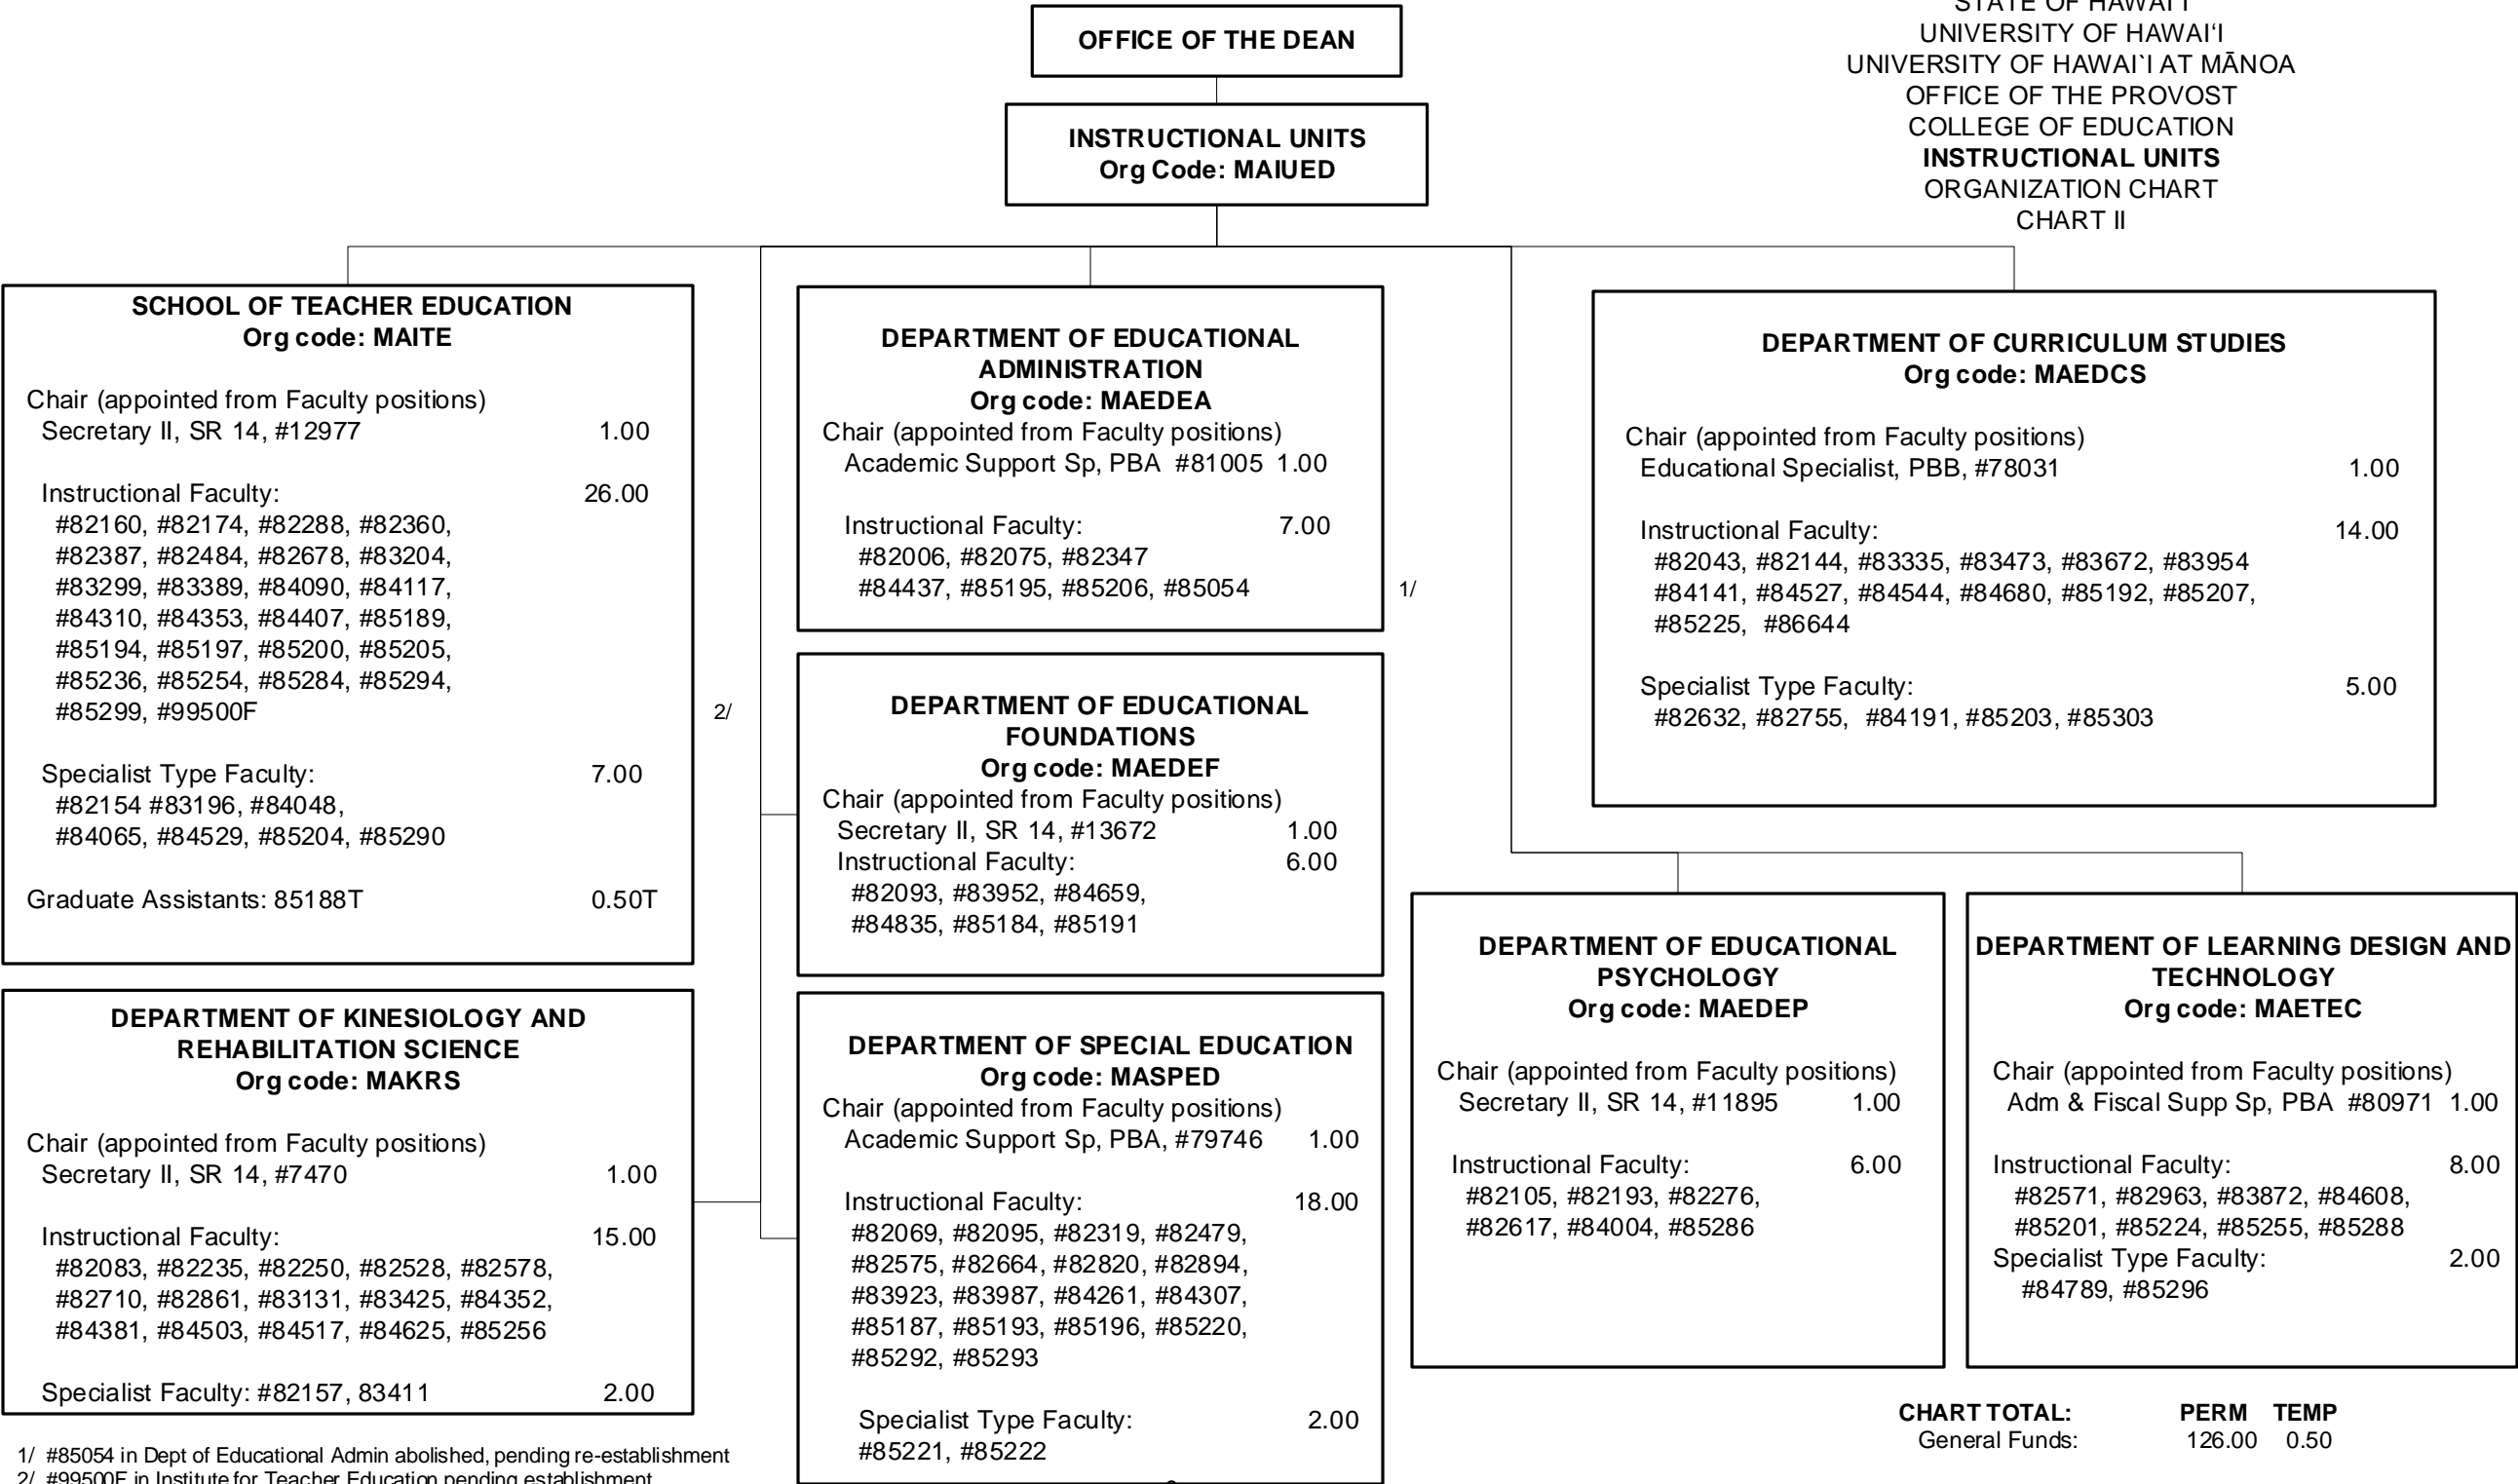 OFFICE OF THE DEAN
INSTRUCTIONAL UNITS
Org Code: MAIUED
STATE OF HAWAI'I
UNIVERSITY OF HAWAI‘I
UNIVERSITY OF HAWAI`I AT MĀNOA
OFFICE OF THE PROVOST
COLLEGE OF EDUCATION
INSTRUCTIONAL UNITS
ORGANIZATION CHART
CHART II
SCHOOL OF TEACHER EDUCATION
Org code: MAITE
Chair (appointed from Faculty positions)
Secretary II, SR 14, #12977 1.00
Instructional Faculty: 26.00
#82160, #82174, #82288, #82360,
#82387, #82484, #82678, #83204,
#83299, #83389, #84090, #84117,
#84310, #84353, #84407, #85189,
#85194, #85197, #85200, #85205,
#85236, #85254, #85284, #85294,
#85299, #99500F 2/
Specialist Type Faculty: 7.00
#82154 #83196, #84048,
#84065, #84529, #85204, #85290
Graduate Assistants: 85188T 0.50T
DEPARTMENT OF KINESIOLOGY AND
REHABILITATION SCIENCE
Org code: MAKRS
Chair (appointed from Faculty positions)
Secretary II, SR 14, #7470 1.00
Instructional Faculty: 15.00
#82083, #82235, #82250, #82528, #82578,
#82710, #82861, #83131, #83425, #84352,
#84381, #84503, #84517, #84625, #85256
Specialist Faculty: #82157, 83411 2.00
DEPARTMENT OF EDUCATIONAL
ADMINISTRATION
Org code: MAEDEA
Chair (appointed from Faculty positions)
Academic Support Sp, PBA #81005 1.00
Instructional Faculty: 7.00
#82006, #82075, #82347
#84437, #85195, #85206, #85054 1/
DEPARTMENT OF EDUCATIONAL
FOUNDATIONS
Org code: MAEDEF
Chair (appointed from Faculty positions)
Secretary II, SR 14, #13672 1.00
Instructional Faculty: 6.00
#82093, #83952, #84659,
#84835, #85184, #85191
DEPARTMENT OF SPECIAL EDUCATION
Org code: MASPED
Chair (appointed from Faculty positions)
Academic Support Sp, PBA, #79746 1.00
Instructional Faculty: 18.00
#82069, #82095, #82319, #82479,
#82575, #82664, #82820, #82894,
#83923, #83987, #84261, #84307,
#85187, #85193, #85196, #85220,
#85292, #85293
Specialist Type Faculty: 2.00
#85221, #85222
DEPARTMENT OF CURRICULUM STUDIES
Org code: MAEDCS
Chair (appointed from Faculty positions)
Educational Specialist, PBB, #78031 1.00
Instructional Faculty: 14.00
#82043, #82144, #83335, #83473, #83672, #83954
#84141, #84527, #84544, #84680, #85192, #85207,
#85225, #86644
Specialist Type Faculty: 5.00
#82632, #82755, #84191, #85203, #85303
DEPARTMENT OF EDUCATIONAL
PSYCHOLOGY
Org code: MAEDEP
Chair (appointed from Faculty positions)
Secretary II, SR 14, #11895 1.00
Instructional Faculty: 6.00
#82105, #82193, #82276,
#82617, #84004, #85286
DEPARTMENT OF LEARNING DESIGN AND
TECHNOLOGY
Org code: MAETEC
Chair (appointed from Faculty positions)
Adm & Fiscal Supp Sp, PBA #80971 1.00
Instructional Faculty: 8.00
#82571, #82963, #83872, #84608,
#85201, #85224, #85255, #85288
Specialist Type Faculty: 2.00
#84789, #85296
CHART TOTAL: PERM TEMP
General Funds: 126.00 0.50
1/ #85054 in Dept of Educational Admin abolished, pending re-establishment
2/ #99500F in Institute for Teacher Education pending establishment